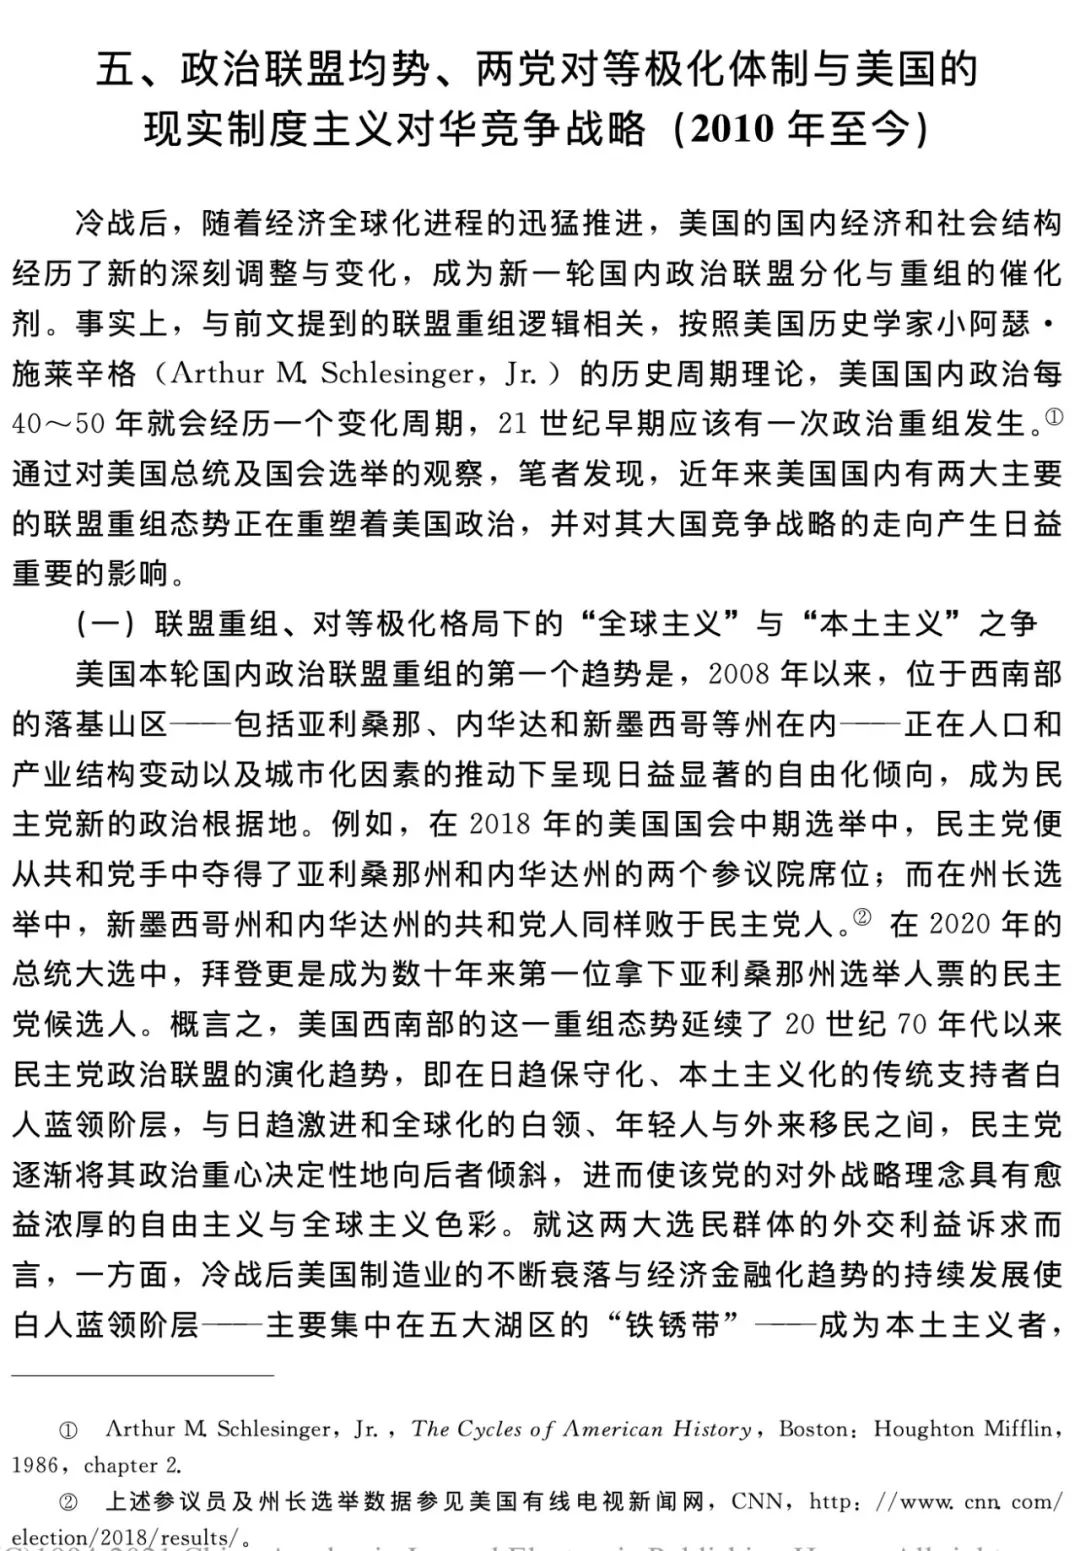 五、政治联盟均势、两党对等极化体制与美国的
现实制度主义对华竞争战略（2010 年至今）
冷战后，随着经济全球化进程的迅猛推进，美国的国内经济和社会结构
经历了新的深刻调整与变化，成为新一轮国内政治联盟分化与重组的催化
剂。事实上，与前文提到的联盟重组逻辑相关，按照美国历史学家小阿瑟·
施莱辛格（Arthur M. Schlesinger，Jr.）的历史周期理论，美国国内政治每
40～50 年就会经历一个变化周期，21 世纪早期应该有一次政治重组发生。①
通过对美国总统及国会选举的观察，笔者发现，近年来美国国内有两大主要
的联盟重组态势正在重塑着美国政治，并对其大国竞争战略的走向产生日益
重要的影响。
（一）联盟重组、对等极化格局下的“全球主义”与“本土主义”之争
美国本轮国内政治联盟重组的第一个趋势是，2008 年以来，位于西南部
的落基山区——包括亚利桑那、内华达和新墨西哥等州在内——正在人口和
产业结构变动以及城市化因素的推动下呈现日益显著的自由化倾向，成为民
主党新的政治根据地。例如，在 2018 年的美国国会中期选举中，民主党便
从共和党手中夺得了亚利桑那州和内华达州的两个参议院席位；而在州长选
举中，新墨西哥州和内华达州的共和党人同样败于民主党人。② 在 2020 年的
总统大选中，拜登更是成为数十年来第一位拿下亚利桑那州选举人票的民主
党候选人。概言之，美国西南部的这一重组态势延续了 20 世纪 70 年代以来
民主党政治联盟的演化趋势，即在日趋保守化、本土主义化的传统支持者白
人蓝领阶层，与日趋激进和全球化的白领、年轻人与外来移民之间，民主党
逐渐将其政治重心决定性地向后者倾斜，进而使该党的对外战略理念具有愈
益浓厚的自由主义与全球主义色彩。就这两大选民群体的外交利益诉求而
言，一方面，冷战后美国制造业的不断衰落与经济金融化趋势的持续发展使
白人蓝领阶层——主要集中在五大湖区的“铁锈带”——成为本土主义者，
① Arthur M. Schlesinger，Jr.，The Cycles of American History，Boston：Houghton Mifflin，
1986，chapter 2.
② 上述参议员及州长选举数据参见美国有线电视新闻网，CNN，http：//www. cnn. com/
election/2018/results/。